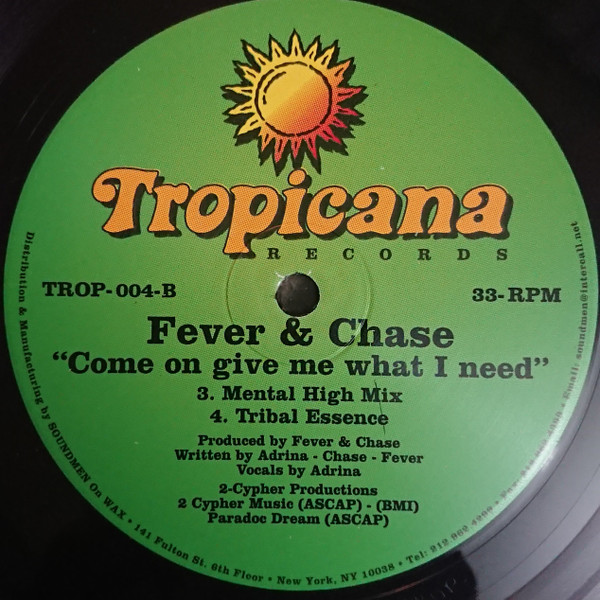 Tropicana
RECORDS
TROP-004-B
33-RPM
Fever & Chase
"Come on give me what I need"
3. Mental High Mix
4. Tribal Essence
Produced by Fever & Chase
Written by Adrina - Chase - Fever
Vocals by Adrina
2-Cypher Productions
2 Cypher Music (ASCAP) - (BMI)
Paradoc Dream (ASCAP)
Distribution & Manufacturing by SOUNDMEN On WAX • 141 Fulton St. 6th Floor • New York, NY 10038 • Tel: 212 Email: soundmen@intercall.net